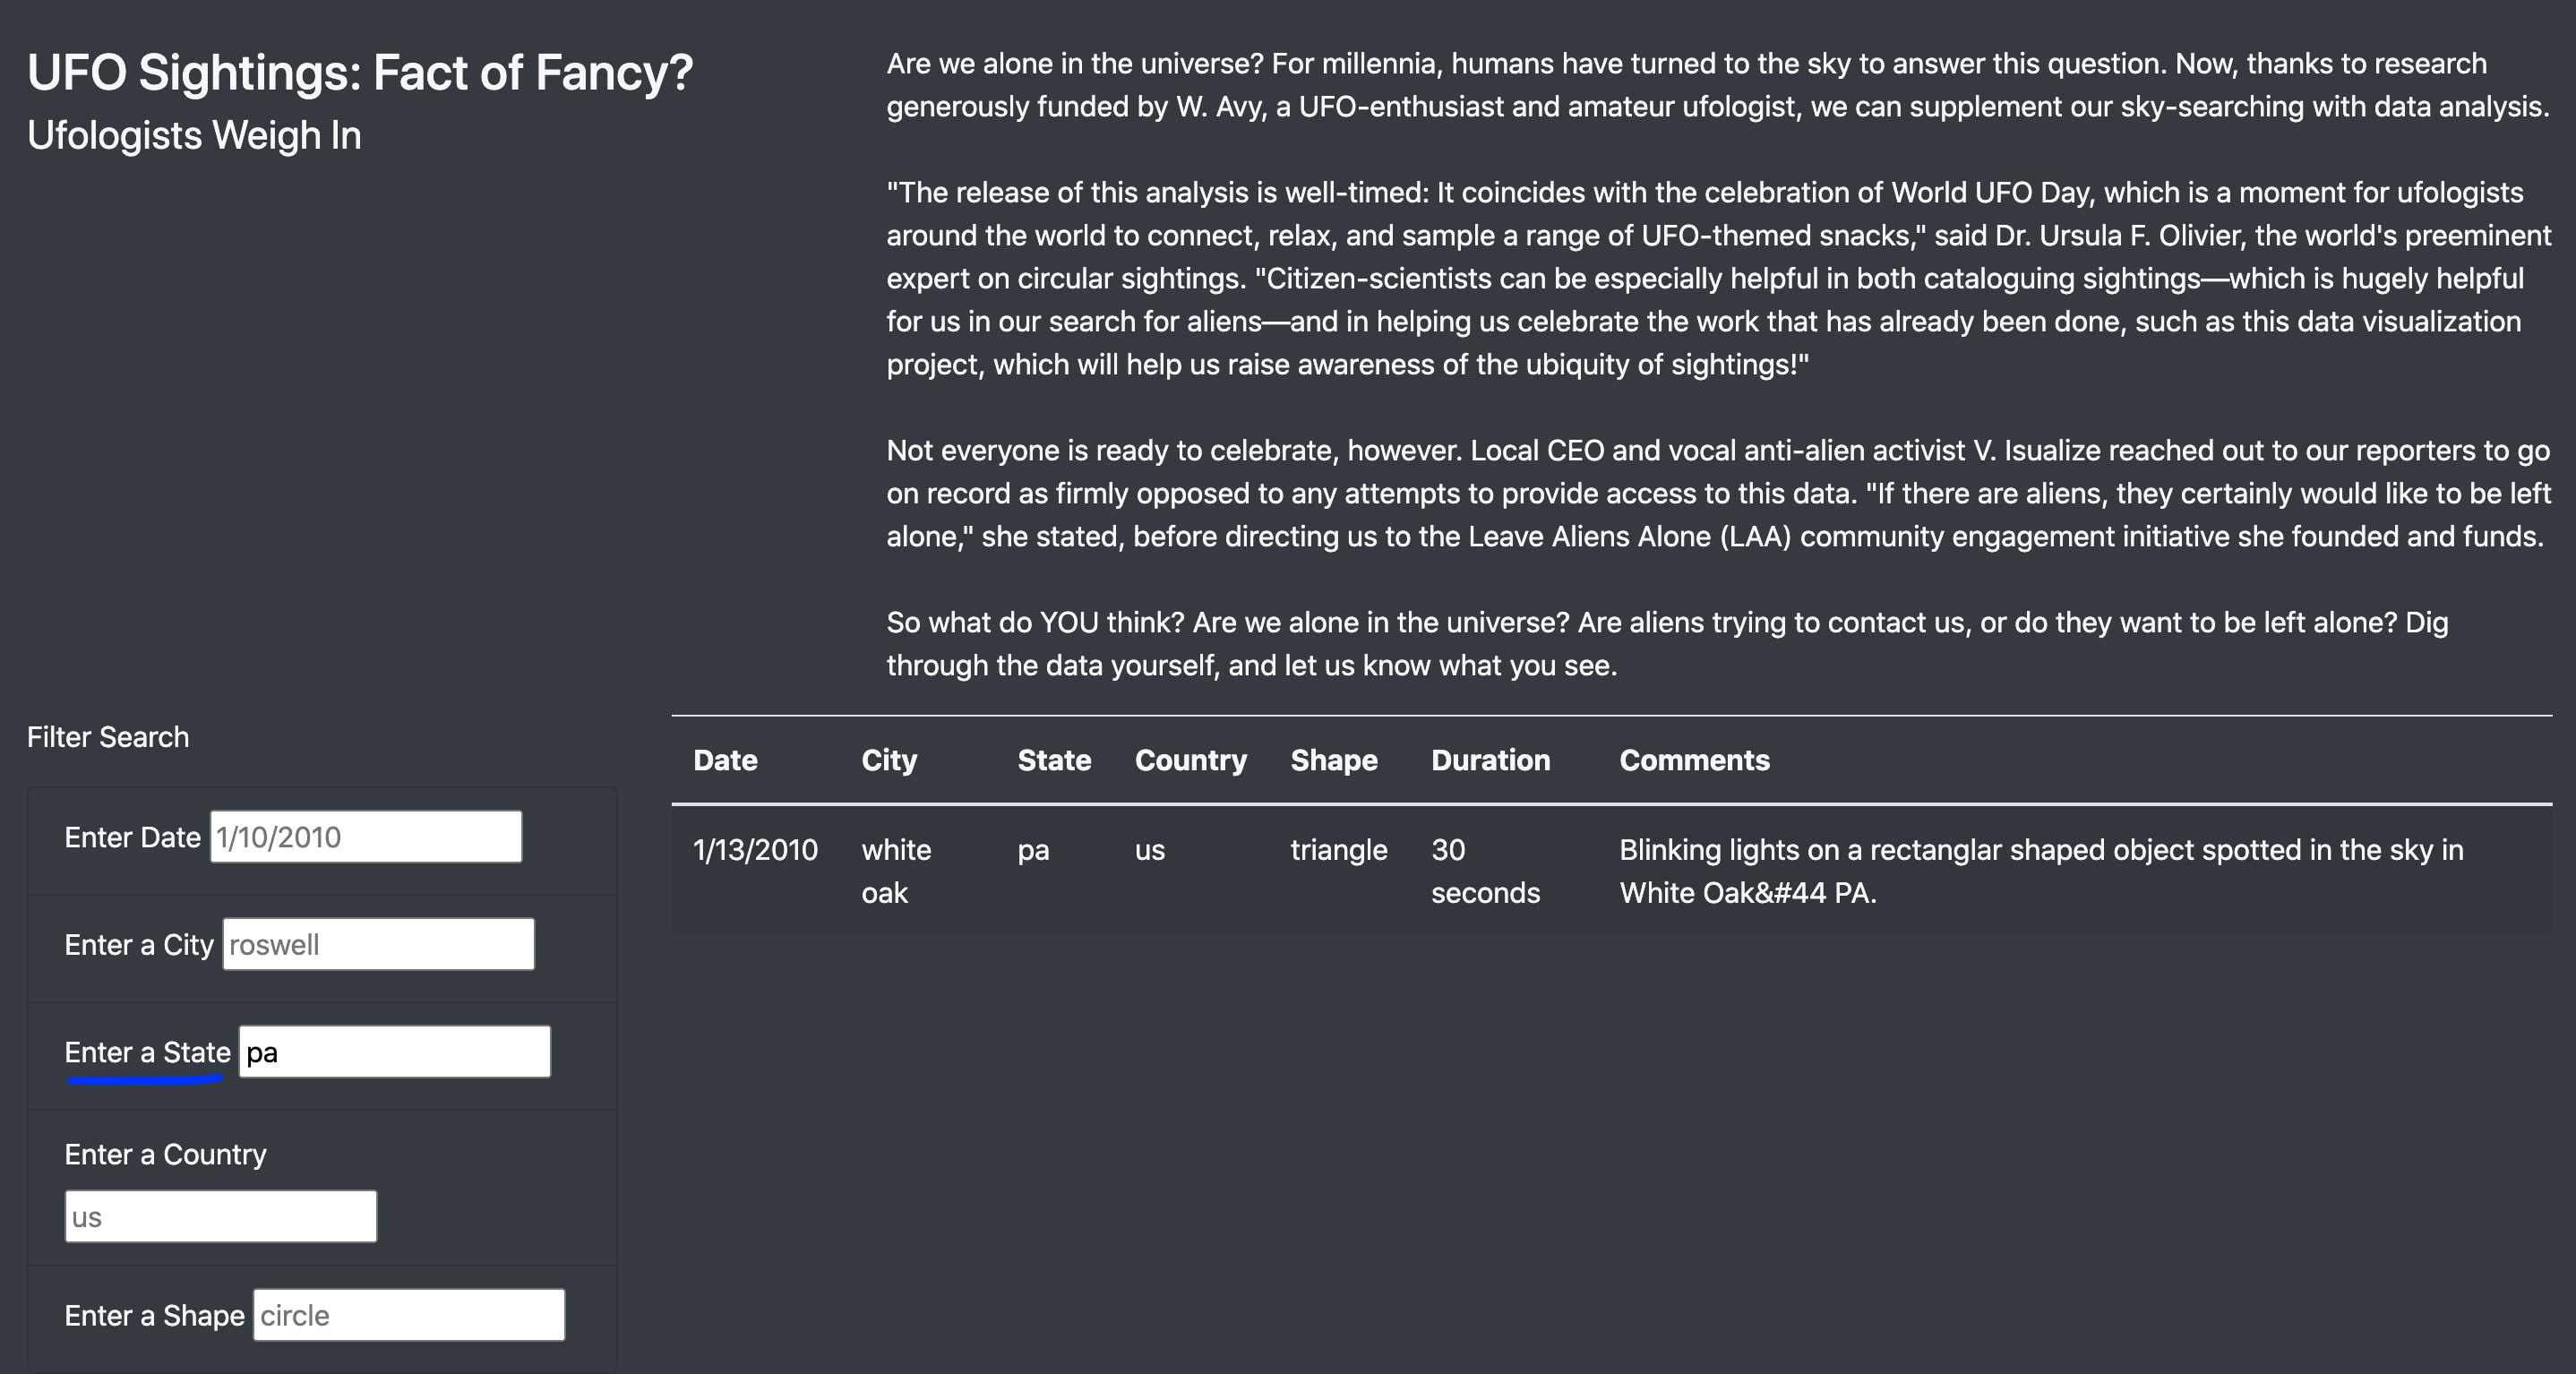 UFO Sightings: Fact of Fancy?
Ufologists Weigh In
Are we alone in the universe? For millennia, humans have turned to the sky to answer this question. Now, thanks to research
generously funded by W. Avy, a UFO-enthusiast and amateur ufologist, we can supplement our sky-searching with data analysis.
"The release of this analysis is well-timed: It coincides with the celebration of World UFO Day, which is a moment for ufologists
around the world to connect, relax, and sample a range of UFO-themed snacks," said Dr. Ursula F. Olivier, the world's preeminent
expert on circular sightings. "Citizen-scientists can be especially helpful in both cataloguing sightings—which is hugely helpful
for us in our search for aliens—and in helping us celebrate the work that has already been done, such as this data visualization
project, which will help us raise awareness of the ubiquity of sightings!"
Not everyone is ready to celebrate, however. Local CEO and vocal anti-alien activist V. Isualize reached out to our reporters to go
on record as firmly opposed to any attempts to provide access to this data. "If there are aliens, they certainly would like to be left
alone," she stated, before directing us to the Leave Aliens Alone (LAA) community engagement initiative she founded and funds.
So what do YOU think? Are we alone in the universe? Are aliens trying to contact us, or do they want to be left alone? Dig
through the data yourself, and let us know what you see.
Filter Search
Enter Date 1/10/2010
Enter a City roswell
Enter a State pa
Enter a Country
us
Enter a Shape circle
Date City State Country Shape Duration Comments
1/13/2010 white pa us triangle 30 Blinking lights on a rectanglar shaped object spotted in the sky in
oak seconds White Oak&#44 PA.